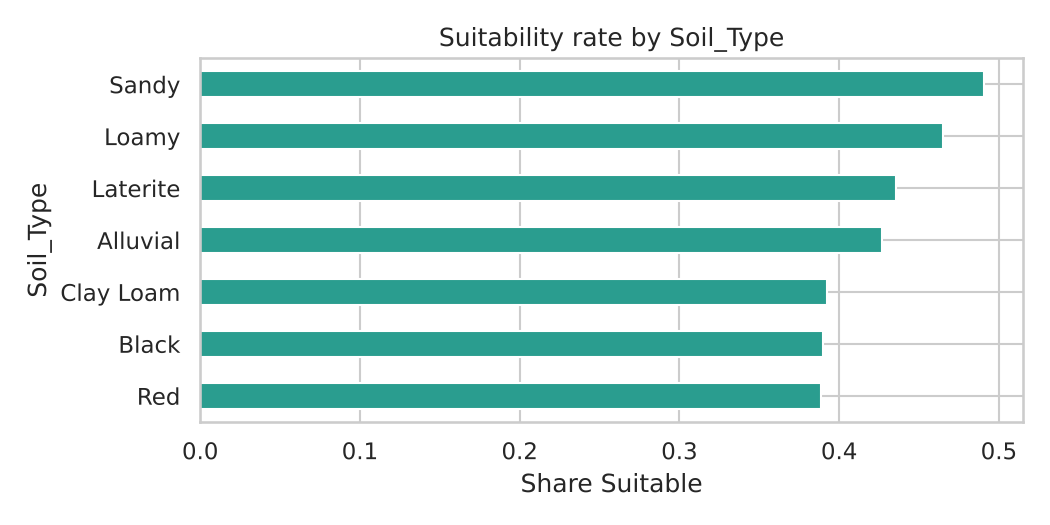 Suitability rate by Soil_Type
Soil_Type
Sandy
Loamy
Laterite
Alluvial
Clay Loam
Black
Red
0.0 0.1 0.2 0.3 0.4 0.5
Share Suitable